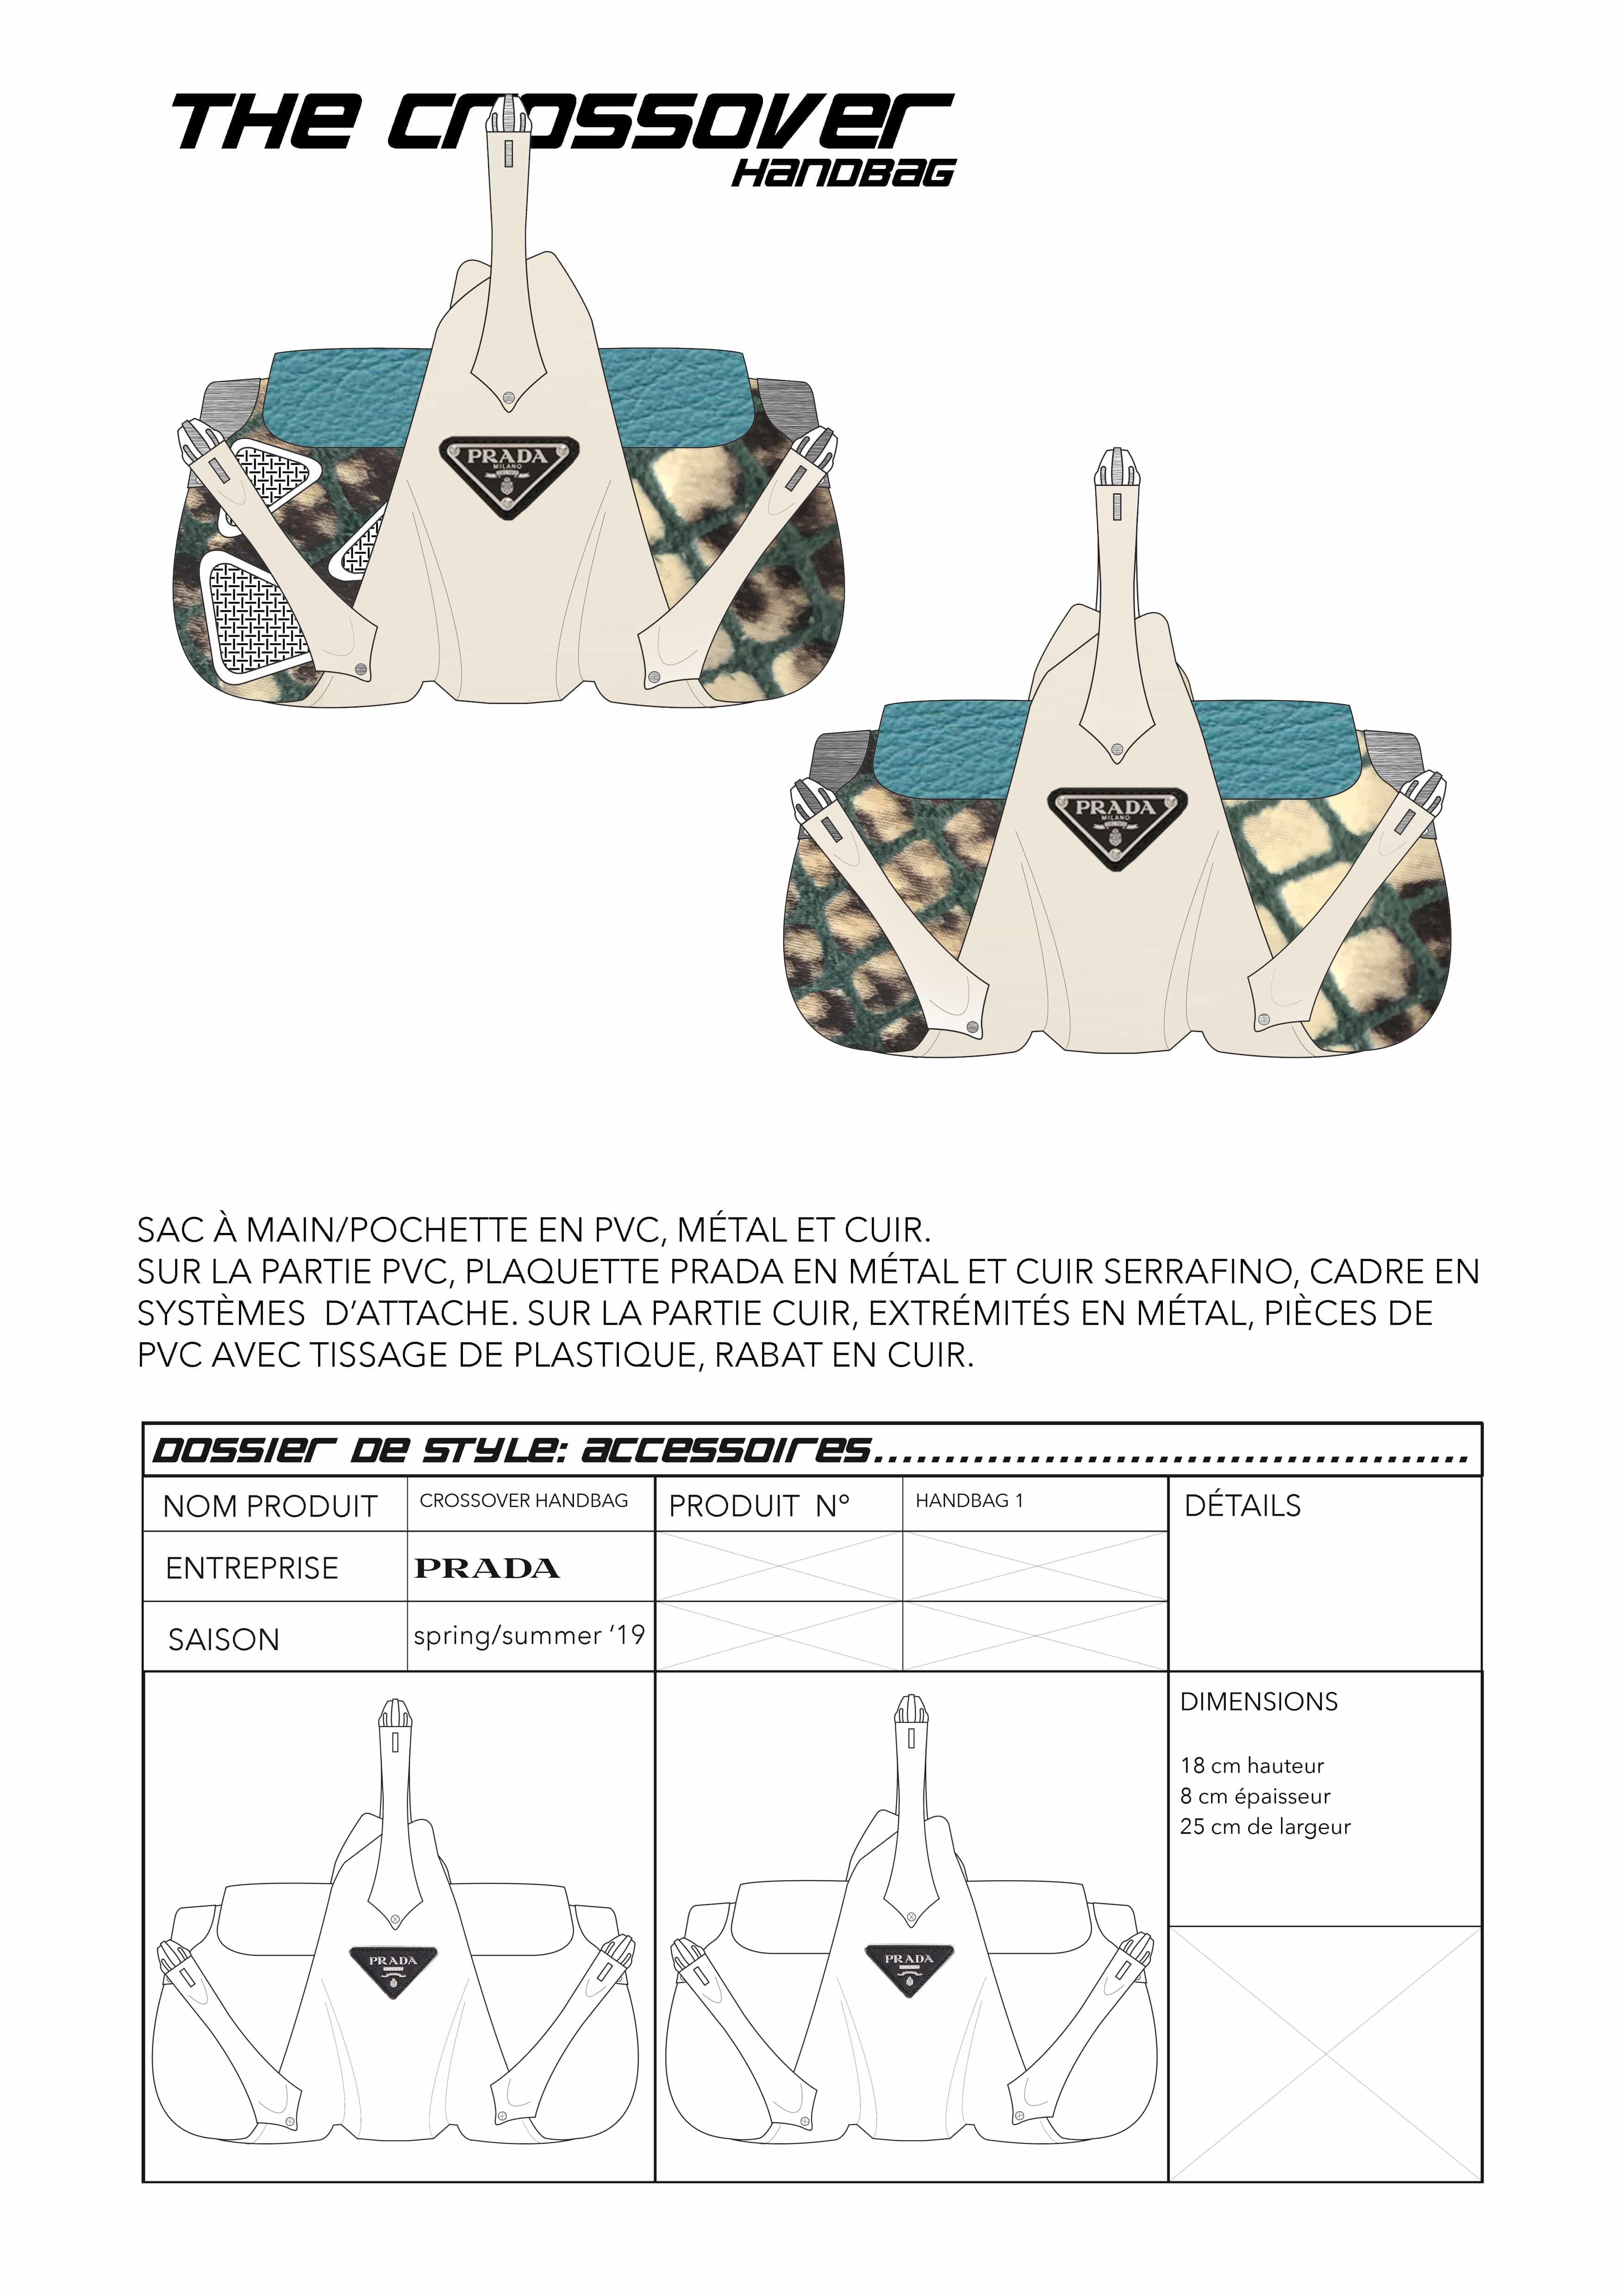 THE CROSSOVER
HANDBAG
PRADA
MILANO
PRADA
MILANO
SAC À MAIN/POCHETTE EN PVC, MÉTAL ET CUIR.
SUR LA PARTIE PVC, PLAQUETTE PRADA EN MÉTAL ET CUIR SERRAFINO, CADRE EN
SYSTÈMES D’ATTACHE. SUR LA PARTIE CUIR, EXTRÉMITÉS EN MÉTAL, PIÈCES DE
PVC AVEC TISSAGE DE PLASTIQUE, RABAT EN CUIR.
DOSSIER DE STYLE: ACCESSOIRES..........................................
NOM PRODUIT CROSSOVER HANDBAG PRODUIT N° HANDBAG 1 DÉTAILS
ENTREPRISE PRADA
SAISON spring/summer ‘19
DIMENSIONS
18 cm hauteur
8 cm épaisseur
25 cm de largeur
PRADA
PRADA